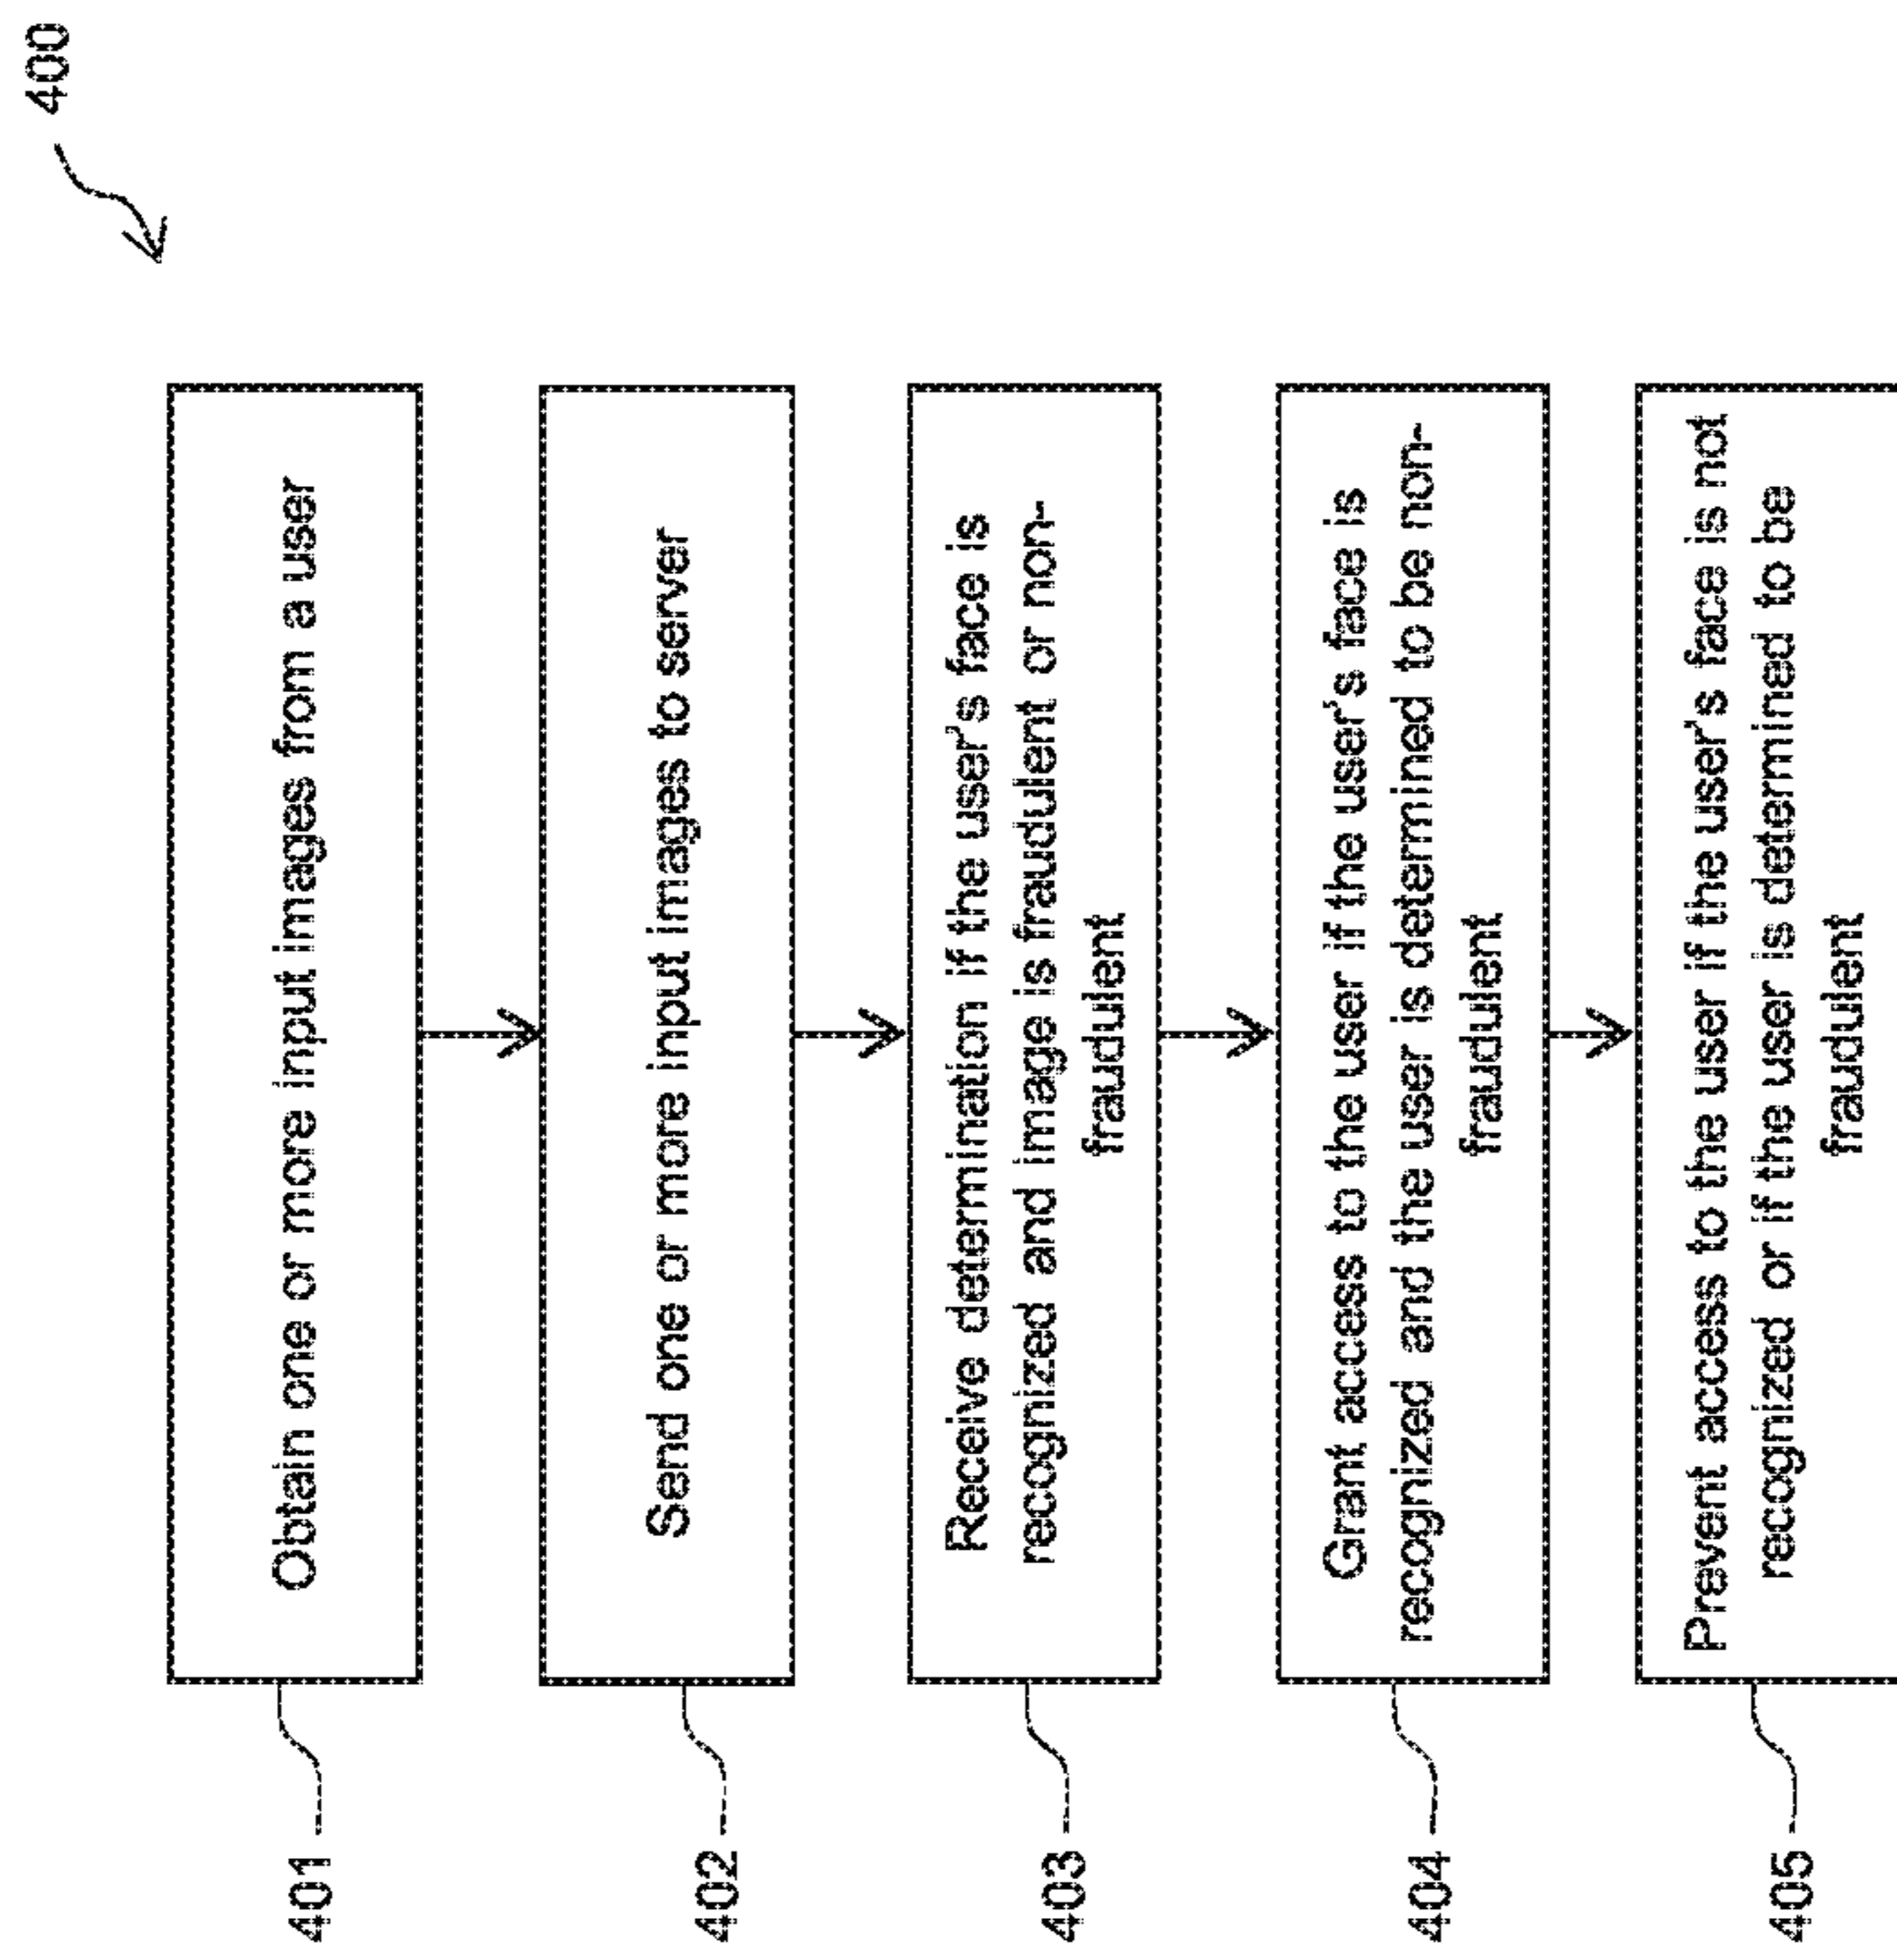 400
401
Obtain one or more input images from a user
402
Send one or more input images to server
403
Receive determination if the user's face is
recognized and image is fraudulent or non-
fraudulent
404
Grant access to the user if the user's face is
recognized and the user is determined to be non-
fraudulent
405
Prevent access to the user if the user's face is not
recognized or if the user is determined to be
fraudulent